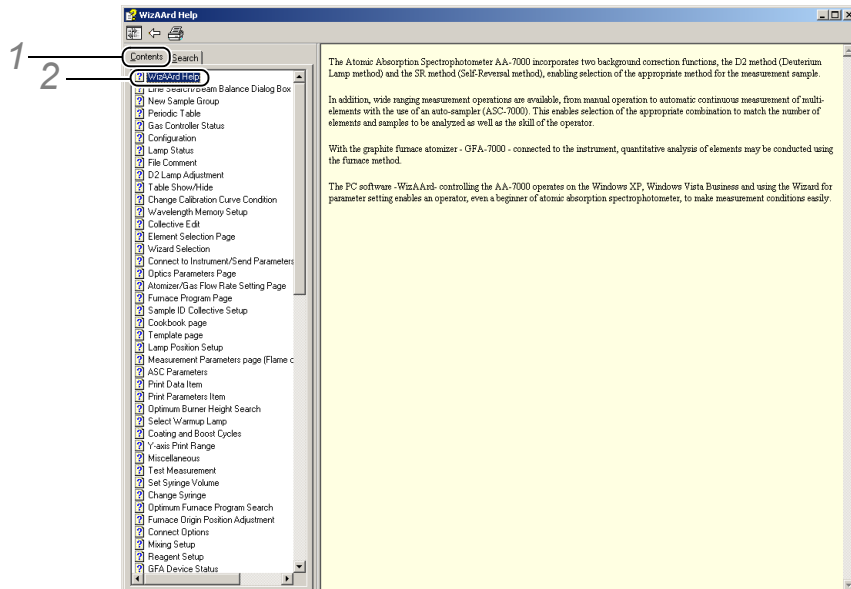 WizAArd Help
1
Contents
Search
2
WizAArd Help
Line Search/Beam Balance Dialog Box
New Sample Group
Periodic Table
Gas Controller Status
Configuration
Lamp Status
File Comment
D2 Lamp Adjustment
Table Show/Hide
Change Calibration Curve Condition
Wavelength Memory Setup
Collective Edit
Element Selection Page
Wizard Selection
Connect to Instrument/Send Parameters
Optics Parameters Page
Atomizer/Gas Flow Rate Setting Page
Furnace Program Page
Sample ID Collective Setup
Cookbook page
Template page
Lamp Position Setup
Measurement Parameters page (Flame c
ASC Parameters
Print Data Item
Print Parameters Item
Optimum Burner Height Search
Select Warmup Lamp
Coating and Boost Cycles
Y-axis Print Range
Miscellaneous
Test Measurement
Set Syringe Volume
Change Syringe
Optimum Furnace Program Search
Furnace Origin Position Adjustment
Connect Options
Mixing Setup
Reagent Setup
GFA Device Status
The Atomic Absorption Spectrophotometer AA-7000 incorporates two background correction functions, the D2 method (Deuterium
Lamp method) and the SR method (Self-Reversal method), enabling selection of the appropriate method for the measurement sample.
In addition, wide ranging measurement operations are available, from manual operation to automatic continuous measurement of multi-
elements with the use of an auto-sampler (ASC-7000). This enables selection of the appropriate combination to match the number of
elements and samples to be analyzed as well as the skill of the operator.
With the graphite furnace atomizer - GFA-7000 - connected to the instrument, quantitative analysis of elements may be conducted using
the furnace method.
The PC software -WizAArd- controlling the AA-7000 operates on the Windows XP, Windows Vista Business and using the Wizard for
parameter setting enables an operator, even a beginner of atomic absorption spectrophotometer, to make measurement conditions easily.